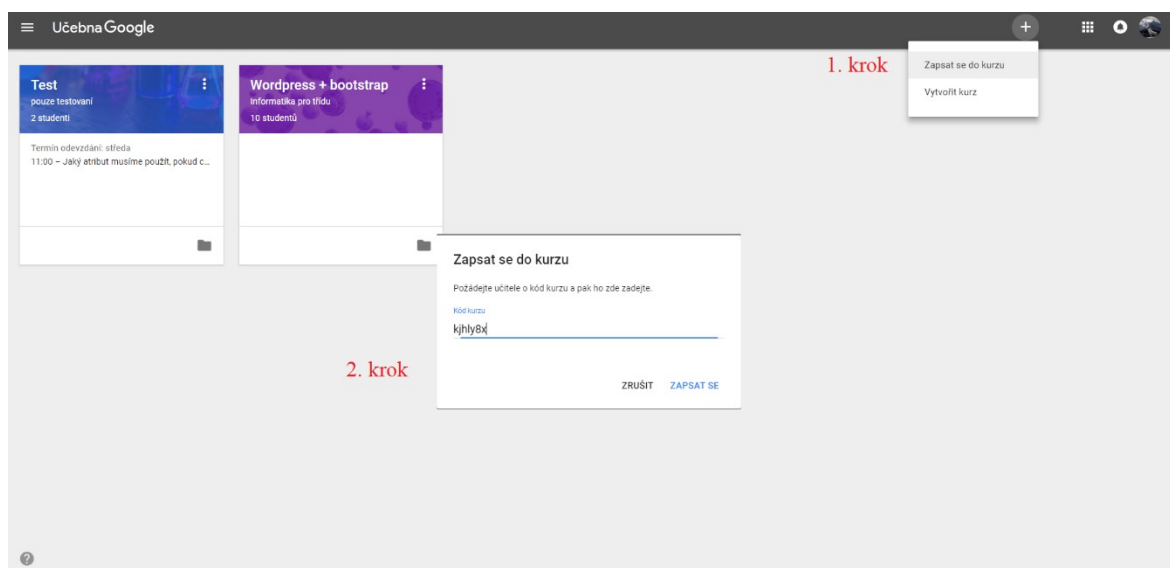 Učebna Google
1. krok
Zapsat se do kurzu
Vytvořit kurz
Test
pouze testovaní
2 studenti
Termín odevzdání: středa
11:00 – Jaký atribut musíme použít, pokud c...
Wordpress + bootstrap
Informatika pro třídu
10 studentů
2. krok
Zapsat se do kurzu
Požádejte učitele o kód kurzu a pak ho zde zadejte.
Kód kurzu
kjhly8x
ZRUŠIT ZAPSAT SE